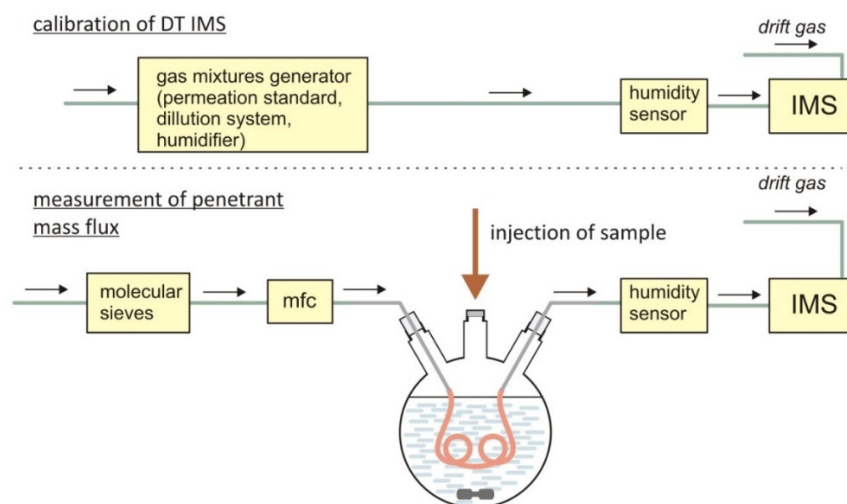 calibration of DT IMS
drift gas
gas mixtures generator
(permeation standard,
dillution system,
humidifier)
humidity
sensor
IMS
measurement of penetrant
mass flux
drift gas
injection of sample
molecular
sieves
mfc
humidity
sensor
IMS